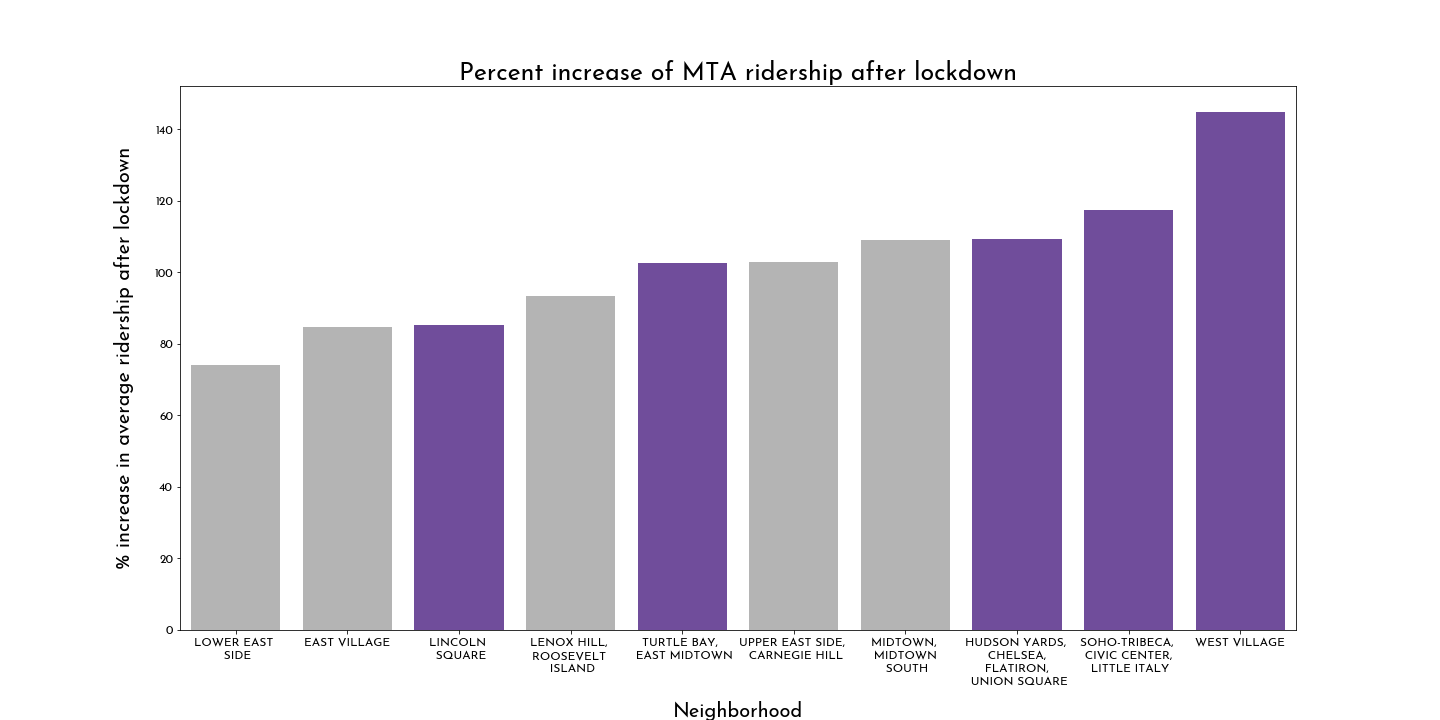 Percent increase of MTA ridership after lockdown
% increase in average ridership after lockdown
140
120
100
80
60
40
20
0
LOWER EAST
SIDE
EAST VILLAGE
LINCOLN
SQUARE
LENOX HILL,
ROOSEVELT
ISLAND
TURTLE BAY,
EAST MIDTOWN
UPPER EAST SIDE,
CARNEGIE HILL
MIDTOWN,
MIDTOWN
SOUTH
HUDSON YARDS,
CHELSEA,
FLATIRON,
UNION SQUARE
SOHO-TRIBECA,
CIVIC CENTER,
LITTLE ITALY
WEST VILLAGE
Neighborhood